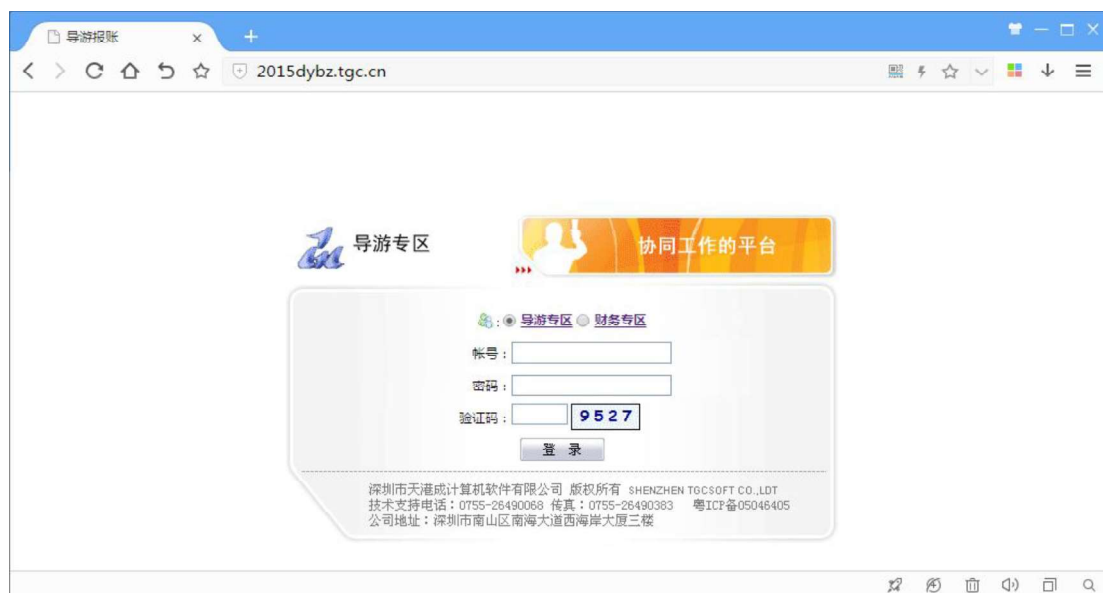 导游报账
2015dybz.tgc.cn
导游专区
协同工作的平台
导游专区 财务专区
帐号：
密码：
验证码： 9527
登 录
深圳市天港成计算机软件有限公司 版权所有 SHENZHEN TGCSOFT CO.,LDT
技术支持电话：0755-26490068 传真：0755-26490383 粤ICP备05046405
公司地址：深圳市南山区南海大道西海岸大厦三楼